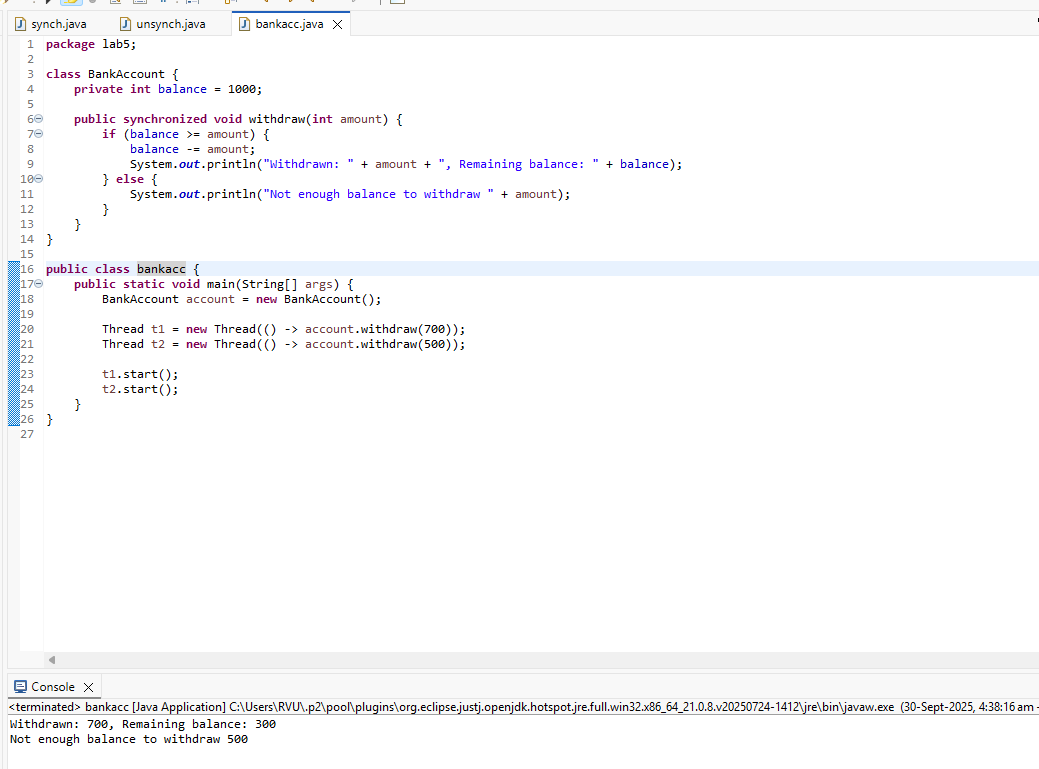 synch.java unsynch.java bankacc.java
1 package lab5;
2
3 class BankAccount {
4     private int balance = 1000;
5
6     public synchronized void withdraw(int amount) {
7         if (balance >= amount) {
8             balance -= amount;
9             System.out.println("Withdrawn: " + amount + ", Remaining balance: " + balance);
10         } else {
11             System.out.println("Not enough balance to withdraw " + amount);
12         }
13     }
14 }
15
16 public class bankacc {
17     public static void main(String[] args) {
18         BankAccount account = new BankAccount();
19
20         Thread t1 = new Thread(() -> account.withdraw(700));
21         Thread t2 = new Thread(() -> account.withdraw(500));
22
23         t1.start();
24         t2.start();
25     }
26 }
27
Console
<terminated> bankacc [Java Application] C:\Users\RVU\.p2\pool\plugins\org.eclipse.justj.openjdk.hotspot.jre.full.win32.x86_64_21.0.8.v20250724-1412\jre\bin\javaw.exe (30-Sept-2025, 4:38:16 am -
Withdrawn: 700, Remaining balance: 300
Not enough balance to withdraw 500